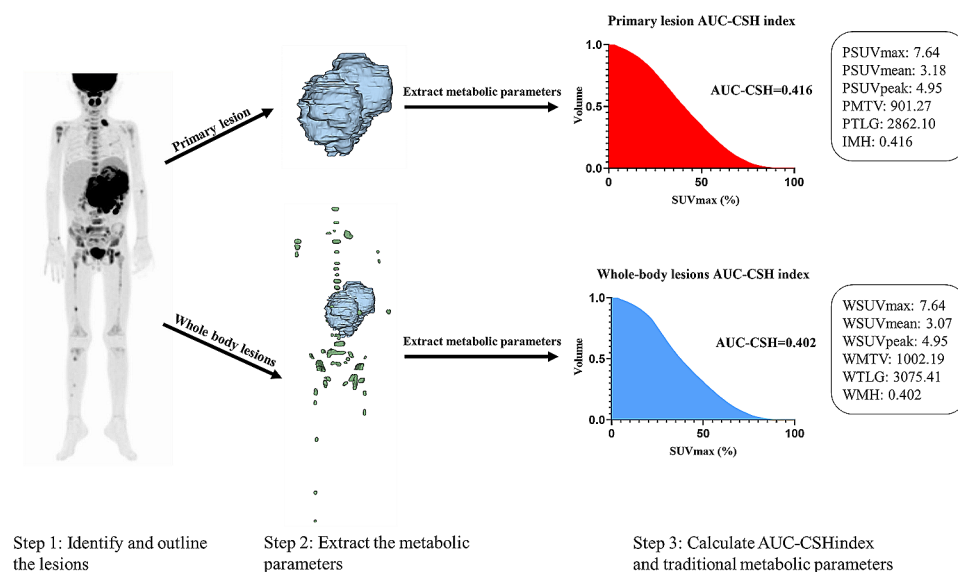 Primary lesion
Extract metabolic parameters
Primary lesion AUC-CSH index
AUC-CSH=0.416
Volume
1.0
0.5
0.0
0
50
100
SUVmax (%)
PSUVmax: 7.64
PSUVmean: 3.18
PSUVpeak: 4.95
PMTV: 901.27
PTLG: 2862.10
IMH: 0.416
Whole body lesions
Extract metabolic parameters
Whole-body lesions AUC-CSH index
AUC-CSH=0.402
Volume
1.0
0.5
0.0
0
50
100
SUVmax (%)
WSUVmax: 7.64
WSUVmean: 3.07
WSUVpeak: 4.95
WMTV: 1002.19
WTLG: 3075.41
WMH: 0.402
Step 1: Identify and outline
the lesions
Step 2: Extract the metabolic
parameters
Step 3: Calculate AUC-CSHindex
and traditional metabolic parameters